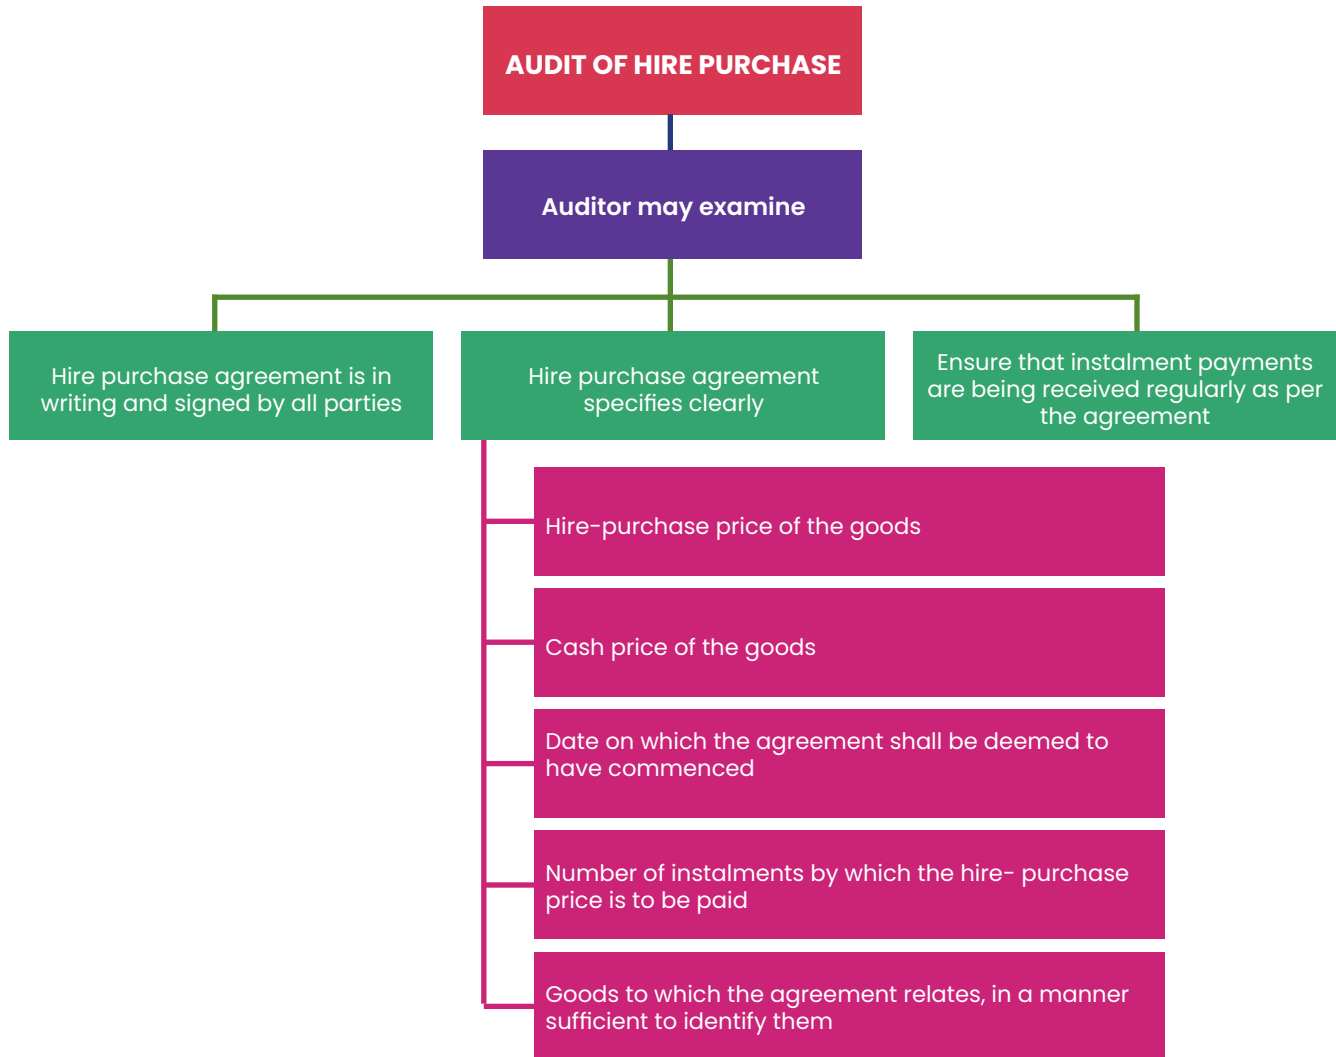 AUDIT OF HIRE PURCHASE
Auditor may examine
Hire purchase agreement is in
writing and signed by all parties
Hire purchase agreement
specifies clearly
Ensure that instalment payments
are being received regularly as per
the agreement
Hire-purchase price of the goods
Cash price of the goods
Date on which the agreement shall be deemed to
have commenced
Number of instalments by which the hire- purchase
price is to be paid
Goods to which the agreement relates, in a manner
sufficient to identify them